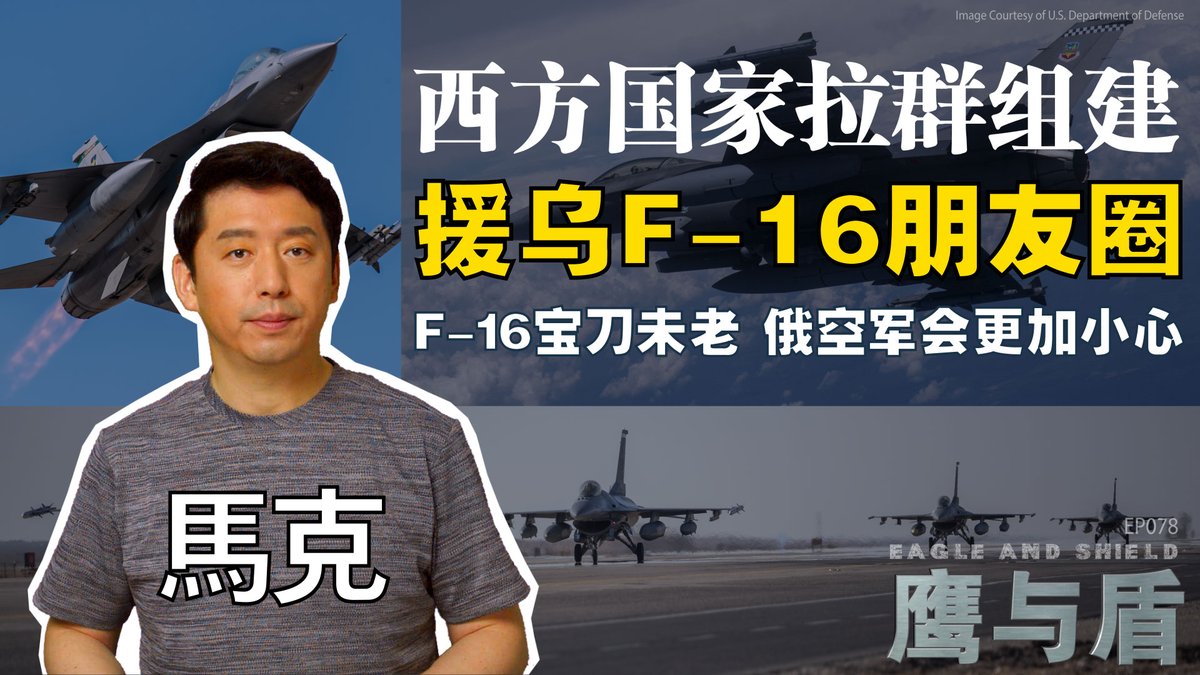 Image Courtesy of U.S. Department of Defense
西方国家拉群组建
援乌F-16朋友圈
F-16宝刀未老 俄空军会更加小心
馬克
EP078
EAGLE AND SHIELD
鹰与盾